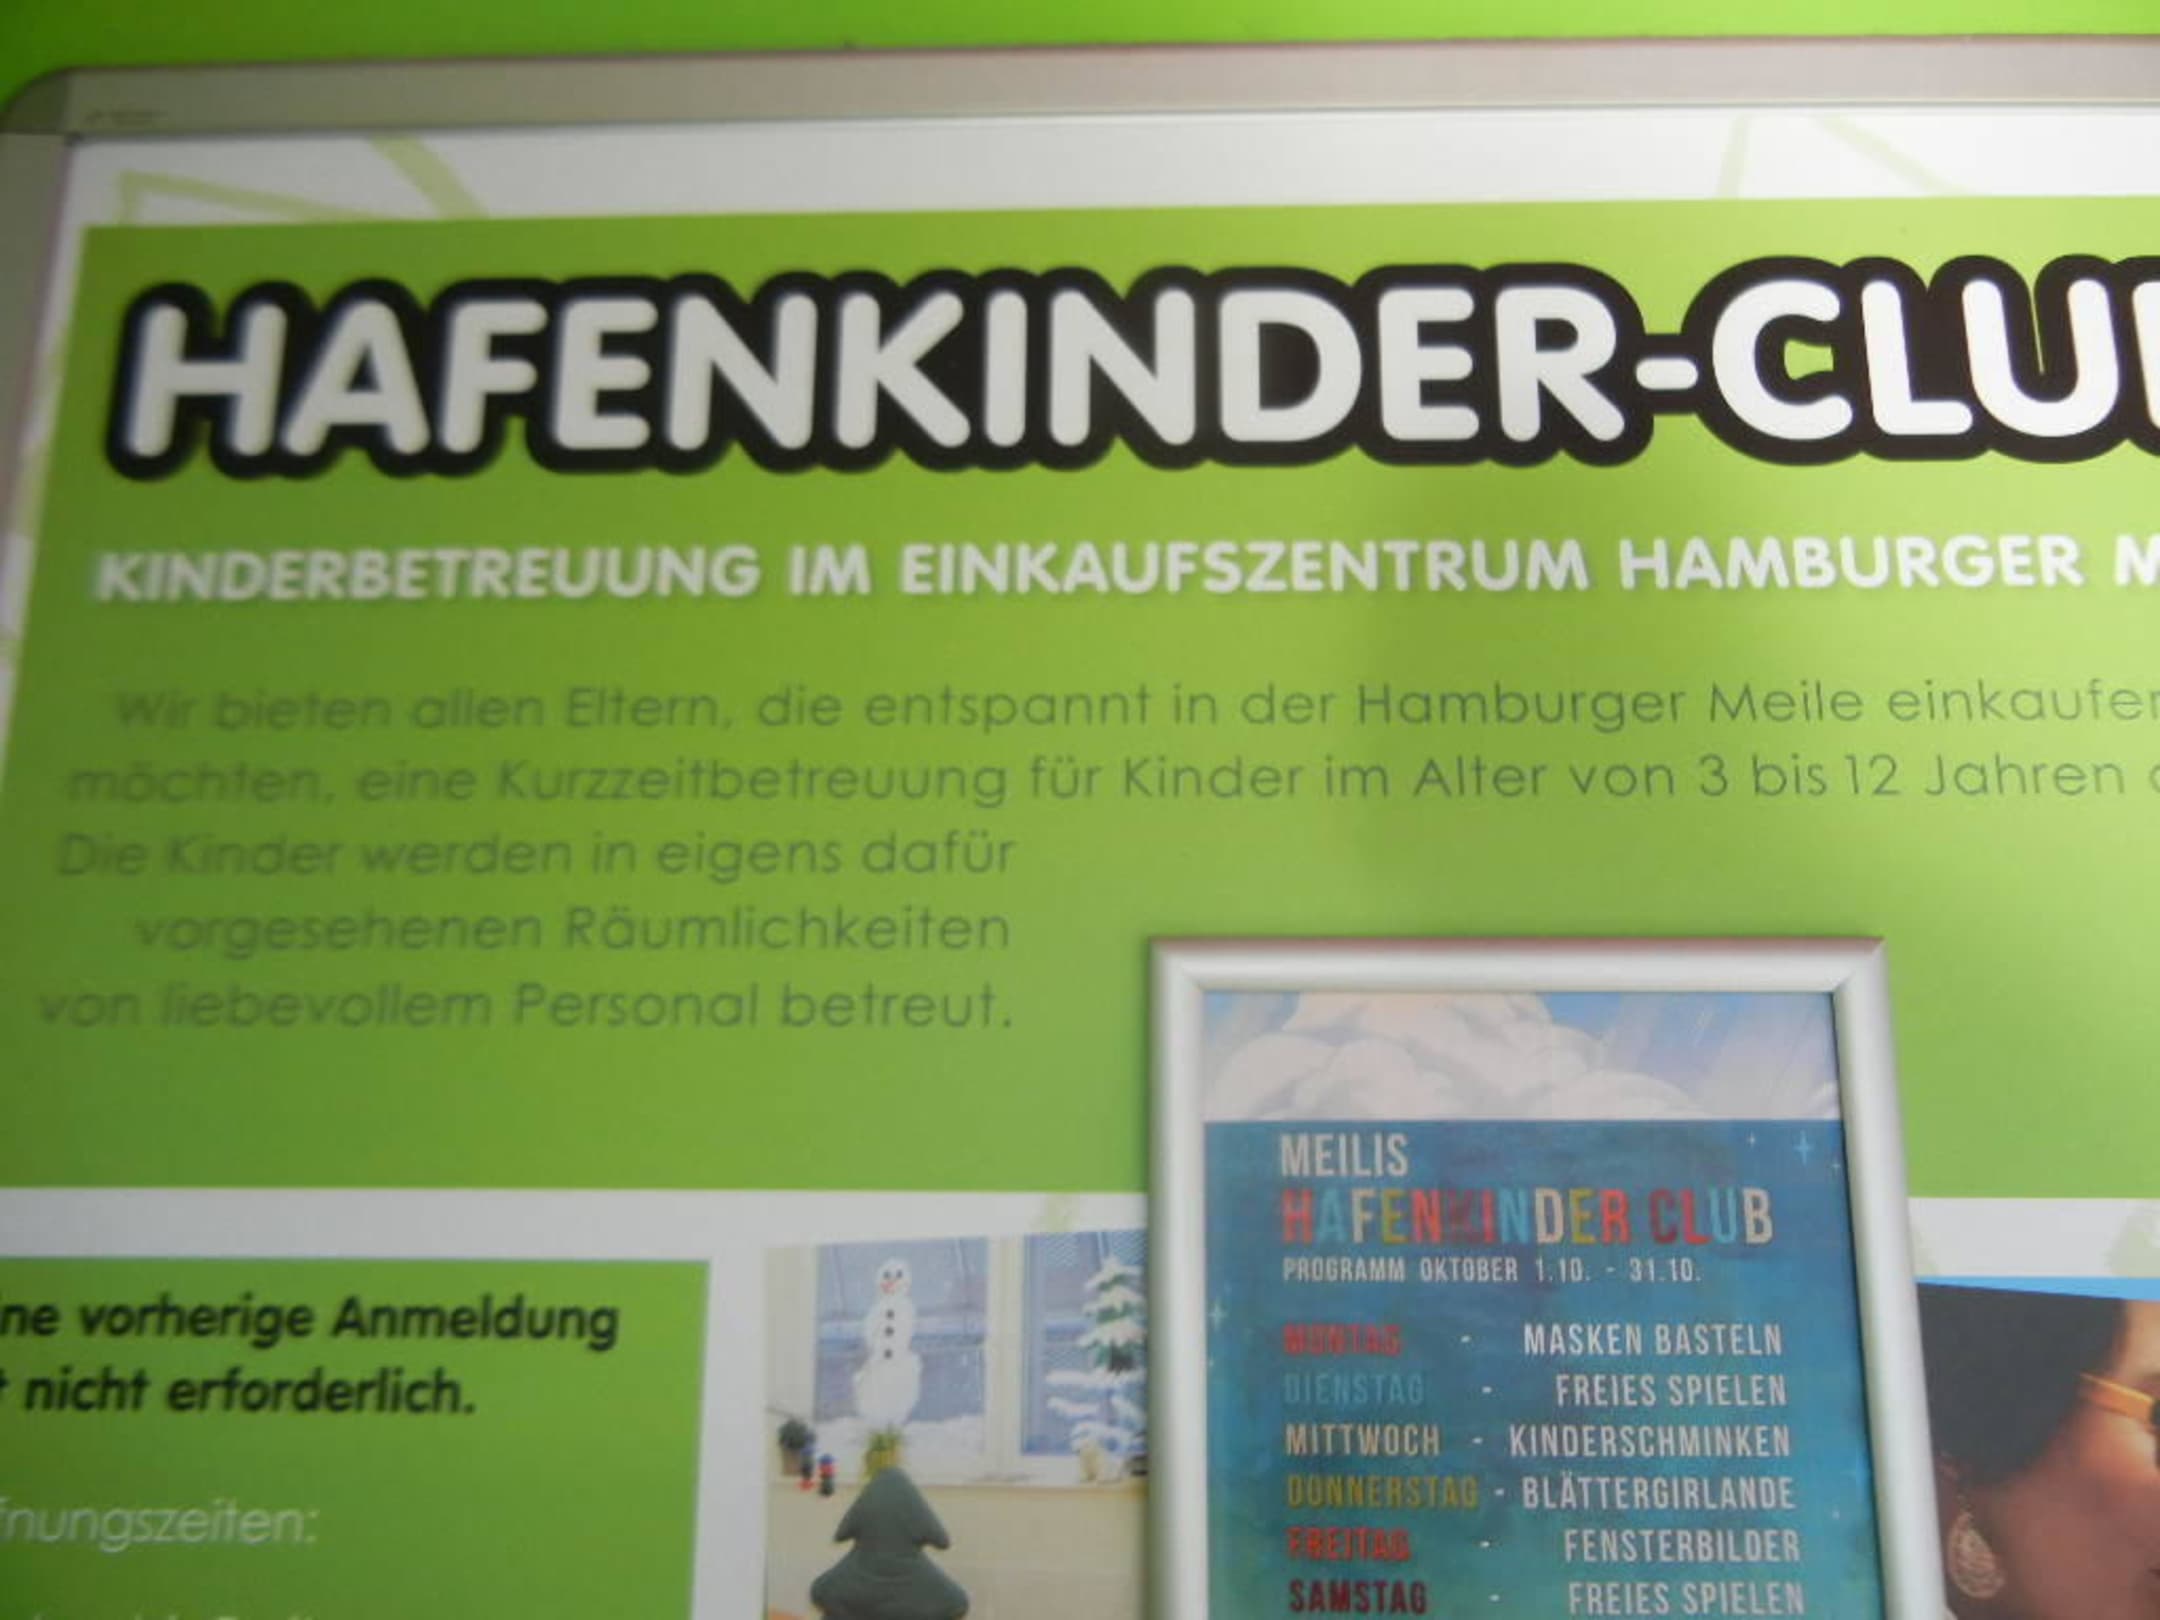 HAFENKINDER-CLU
KINDERBETREUUNG IM EINKAUFSZENTRUM HAMBURGER M
Wir bieten allen Eltern, die entspannt in der Hamburger Meile einkaufen
möchten, eine Kurzzeitbetreuung für Kinder im Alter von 3 bis 12 Jahren
Die Kinder werden in eigens dafür
vorgesehenen Räumlichkeiten
von liebevollem Personal betreut.
ne vorherige Anmeldung
t nicht erforderlich.
fnungszeiten:
MEILIS
HAFENKINDER CLUB
PROGRAMM OKTOBER 1.10. - 31.10.
MONTAG - MASKEN BASTELN
DIENSTAG - FREIES SPIELEN
MITTWOCH - KINDERSCHMINKEN
DONNERSTAG - BLÄTTERGIRLANDE
FREITAG - FENSTERBILDER
SAMSTAG - FREIES SPIELEN